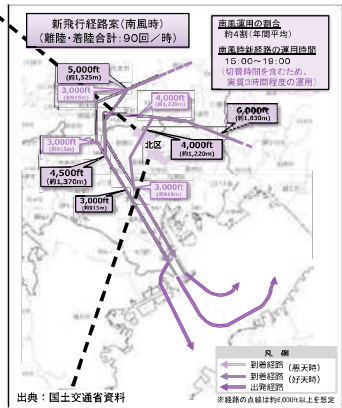 新飛行経路案(南風時)
(離陸・着陸合計:90回/時)
南風運用の割合
約4割(年間平均)
南風時新経路の運用時間
15:00~19:00
(切替時間を含むため、
実質3時間程度の運用)
5,000ft
(約1,525m)
3,000ft
(約915m)
4,000ft
(約1,220m)
6,000ft
(約1,830m)
3,000ft
(約915m)
北区
4,000ft
(約1,220m)
4,500ft
(約1,370m)
3,000ft
(約915m)
3,000ft
(約915m)
凡例
到着経路(悪天時)
到着経路(好天時)
出発経路
出典:国土交通省資料
※経路の点線は約6,000ft以上を想定